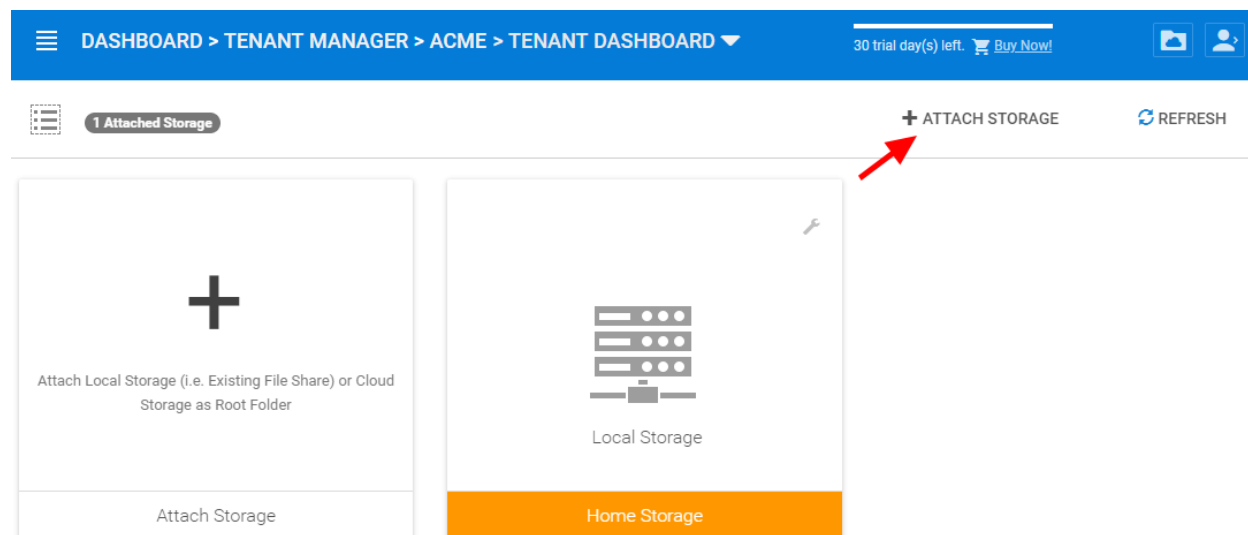 DASHBOARD > TENANT MANAGER > ACME > TENANT DASHBOARD
30 trial day(s) left. Buy Now!
1 Attached Storage
+ ATTACH STORAGE
REFRESH
Attach Local Storage (i.e. Existing File Share) or Cloud
Storage as Root Folder
Attach Storage
Local Storage
Home Storage